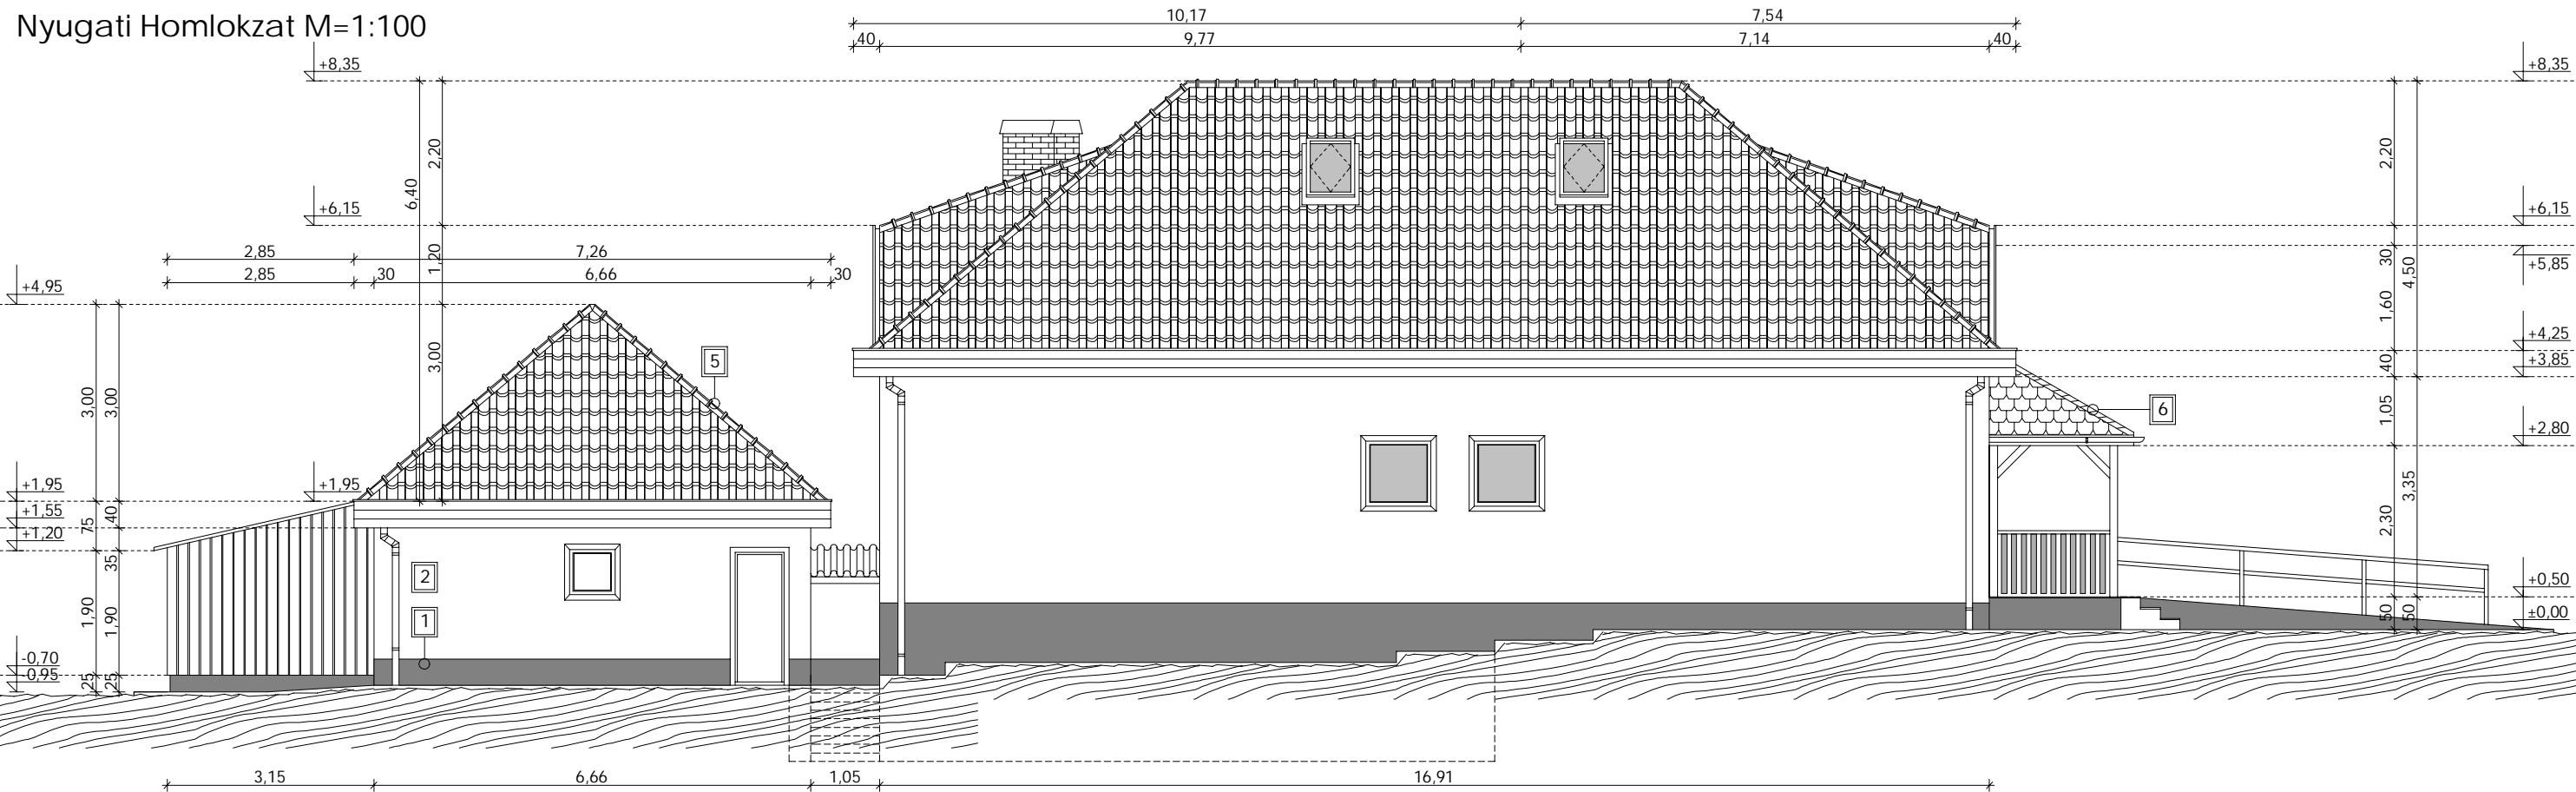 Nyugati Homlokzat M=1:100
10,17 7,54
40 9,77 7,14 40
+8,35 +8,35
2,20 2,20
6,40
+6,15 +6,15
2,85 7,26
1,20 30 4,50 +5,85
2,85 30 6,66 30
+4,95
1,60
+4,25
3,00 5 40 +3,85
3,00 3,00 1,05 6
+2,80
+1,95 +1,95
+1,55 75 40 3,35
+1,20 2,30
35
2 +0,50
1,90 1,90 1 50 50 ±0,00
-0,70
-0,95 25 25
3,15 6,66 1,05 16,91